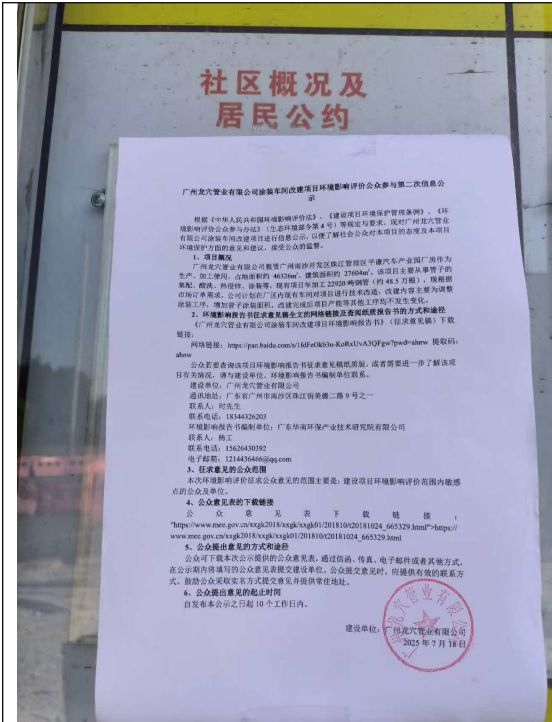 社区概况及
居民公约
广州龙穴管业有限公司涂装车间改建项目环境影响评价公众参与第二次信息公
示
根据《中华人民共和国环境影响评价法》、《建设项目环境保护管理条例》、《环
境影响评价公众参与办法》（生态环境部令第4号）等规定与要求，现对广州龙穴管业
有限公司涂装车间改建项目进行信息公示，以便了解社会公众对本项目的态度及本项目
环境保护方面的意见和建议，接受公众的监督。
1、项目概况
广州龙穴管业有限公司租赁广州南沙开发区珠江管理区平谦汽车产业园厂房作为
生产、加工使用，占地面积约 46326m²，建筑面积约 27604m²，该项目主要从事管子的
集配、酸洗、热浸锌、涂装等，现有项目年加工 22920 吨钢管（约 48.5 万根），现根据
市场订单需求，公司计划在厂区内现有车间对项目进行技术改造，改建内容主要为调整
涂装工序，增加管子涂装面积，改建完成后项目产能等其他工序均不发生变化。
2、环境影响报告书征求意见稿全文的网络链接及查阅纸质报告书的方式和途径
《广州龙穴管业有限公司涂装车间改建项目环境影响报告书》（征求意见稿）下载
链接：
网络链接：https://pan.baidu.com/s/1fdFeOkb3u-KoRxUvA3QFgw?pwd=ahnw 提取码:
ahnw
公众若要查询该项目环境影响报告书征求意见稿纸质版，或者需要进一步了解该项
目有关情况，请与建设单位、环境影响报告书编制单位联系。
建设单位：广州龙穴管业有限公司
通讯地址：广东省广州市南沙区珠江街美德二路9号之一
联系人：时先生
联系电话：18344326203
环境影响报告书编制单位：广东华南环保产业技术研究院有限公司
联系人：杨工
联系电话：15626430392
电子邮箱：1214436466@qq.com
3、征求意见的公众范围
本次环境影响评价征求公众意见的范围主要是：建设项目环境影响评价范围内敏感
点的公众及单位。
4、公众意见表的下载链接
公众意见表下载链接：
"https://www.mee.gov.cn/xxgk2018/xxgk/xxgk01/201810/t20181024_665329.html">https://
www.mee.gov.cn/xxgk2018/xxgk/xxgk01/201810/t20181024_665329.html
5、公众提出意见的方式和途径
公众可下载本次公示提供的公众意见表，通过信函、传真、电子邮件或者其他方式，
在公示期内将填写的公众意见表提交建设单位。公众提交意见时，应提供有效的联系方
式。鼓励公众采取实名方式提交意见并提供常住地址。
6、公众提出意见的起止时间
自发布本公示之日起 10 个工作日内。
建设单位：广州龙穴管业有限公司
2025 年 7 月 18 日
广州龙穴管业有限公司